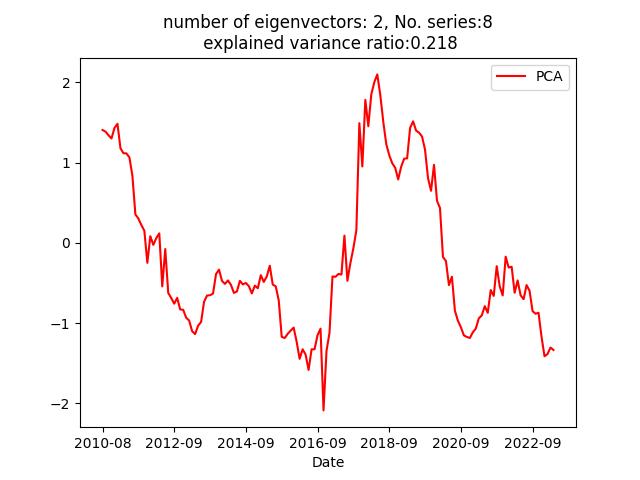 number of eigenvectors: 2, No. series:8
explained variance ratio:0.218
PCA
2
1
0
−1
−2
2010-08 2012-09 2014-09 2016-09 2018-09 2020-09 2022-09
Date